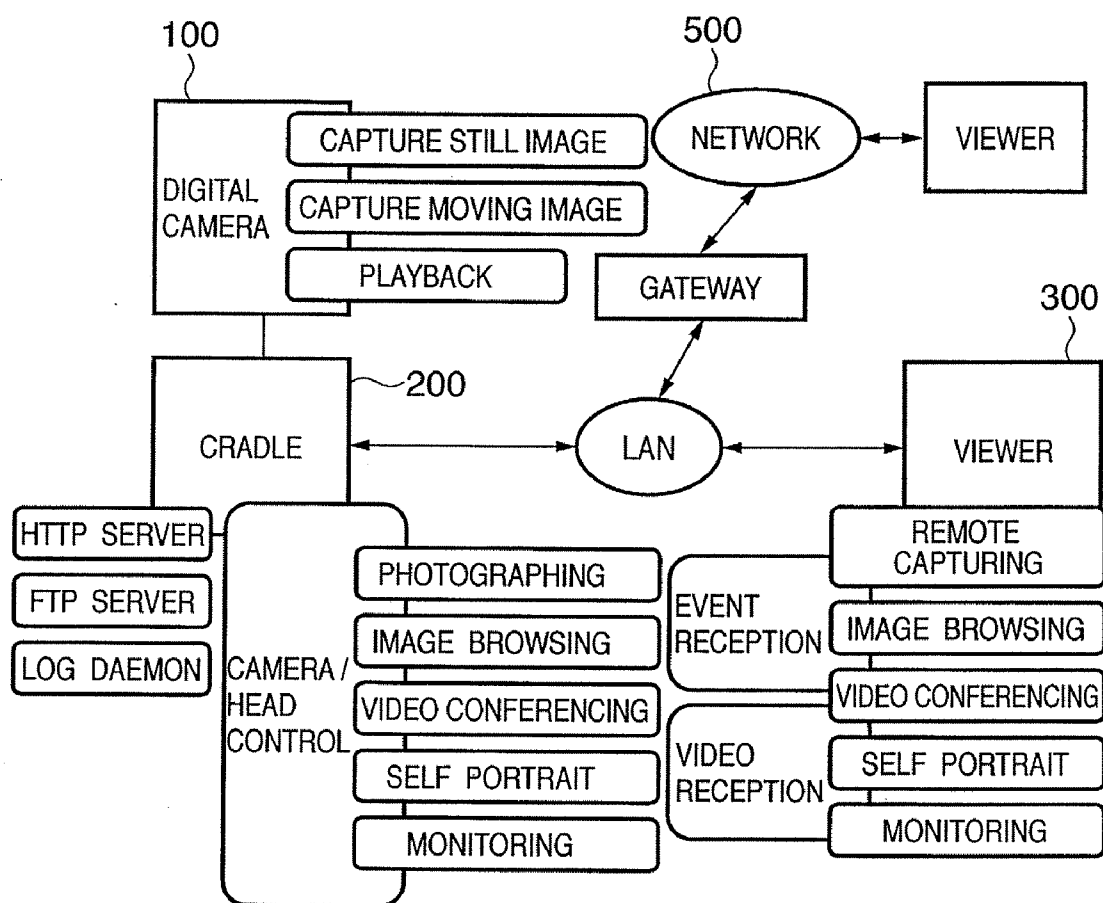 100
500
DIGITAL
CAMERA
CAPTURE STILL IMAGE
CAPTURE MOVING IMAGE
PLAYBACK
NETWORK
VIEWER
GATEWAY
300
200
CRADLE
LAN
VIEWER
HTTP SERVER
FTP SERVER
LOG DAEMON
CAMERA /
HEAD
CONTROL
PHOTOGRAPHING
IMAGE BROWSING
VIDEO CONFERENCING
SELF PORTRAIT
MONITORING
EVENT
RECEPTION
VIDEO
RECEPTION
REMOTE
CAPTURING
IMAGE BROWSING
VIDEO CONFERENCING
SELF PORTRAIT
MONITORING